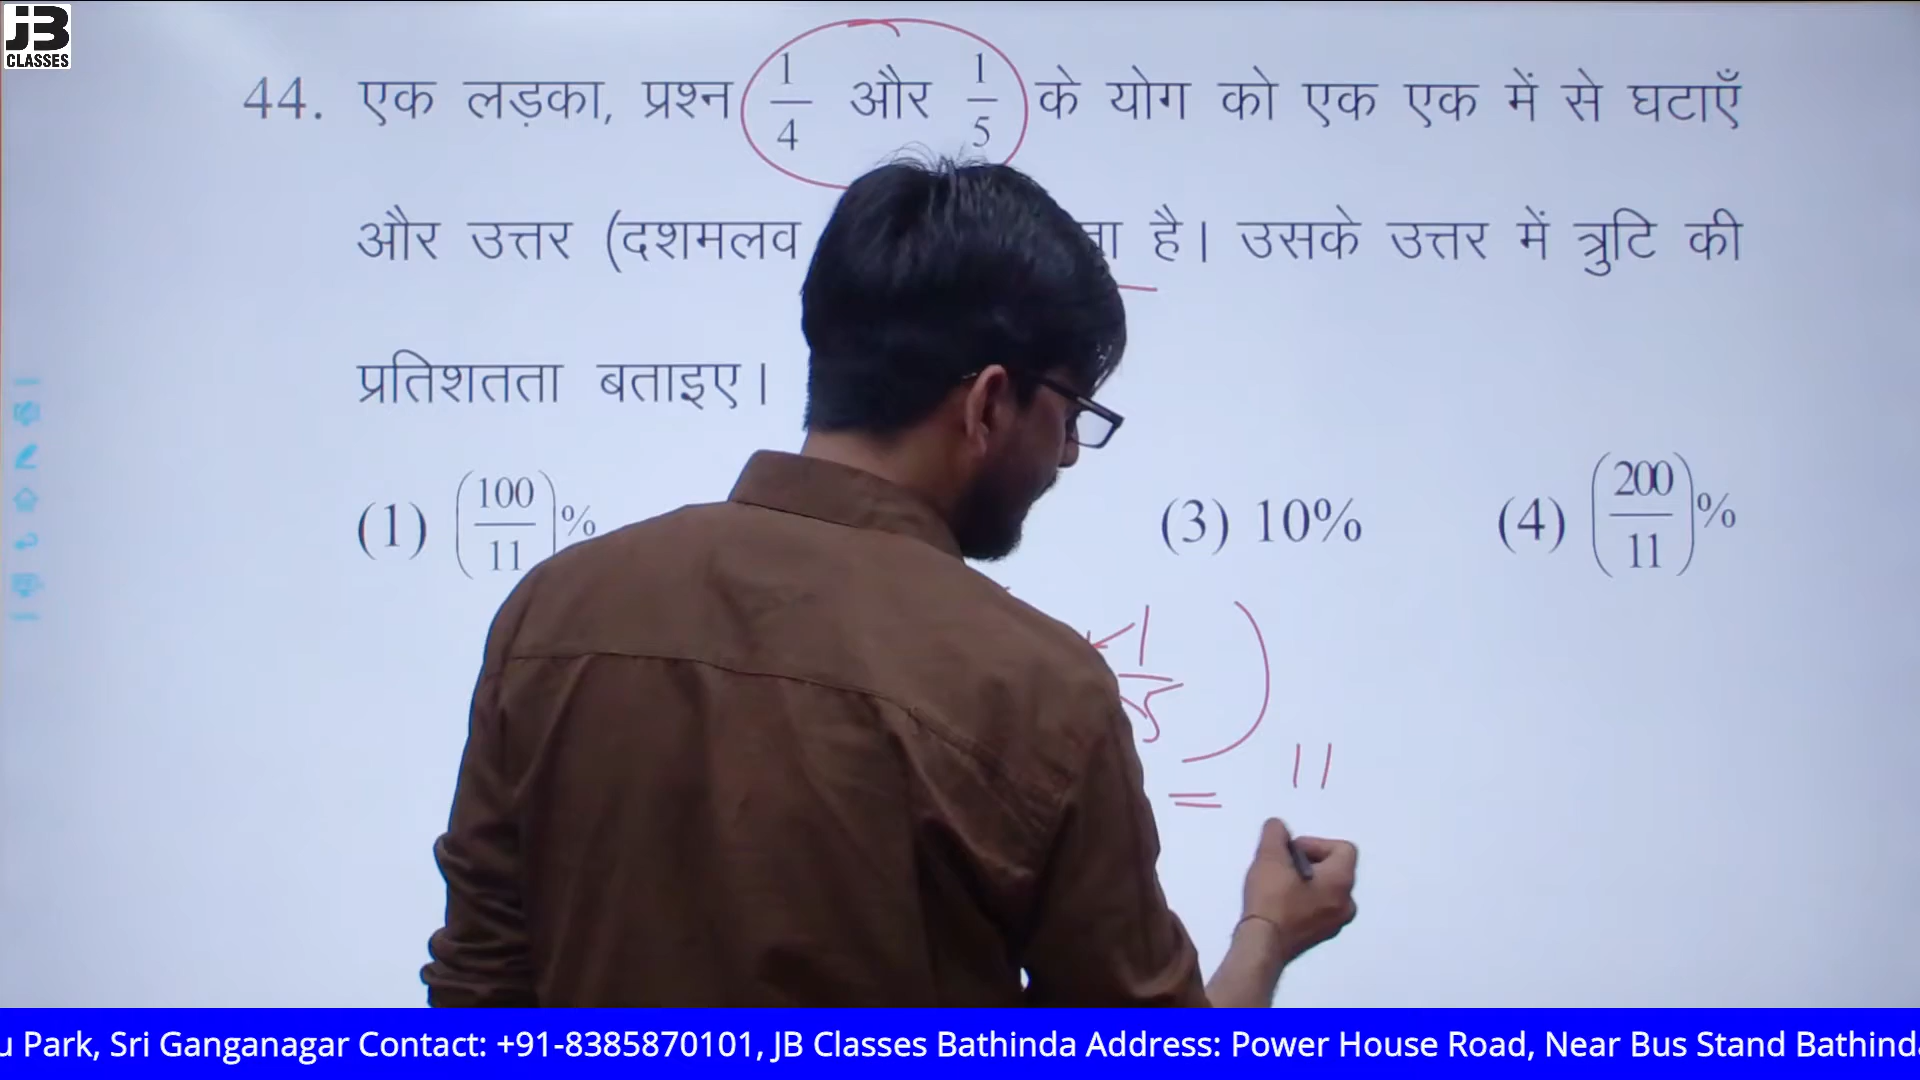 JB
CLASSES
44. एक लड़का, प्रश्न 1/4 और 1/5 के योग को एक एक में से घटाएँ
और उत्तर (दशमलव है। उसके उत्तर में त्रुटि की
प्रतिशतता बताइए।
(1) (100/11)% (3) 10% (4) (200/11)%
1/5 )
= 11
Park, Sri Ganganagar Contact: +91-8385870101, JB Classes Bathinda Address: Power House Road, Near Bus Stand